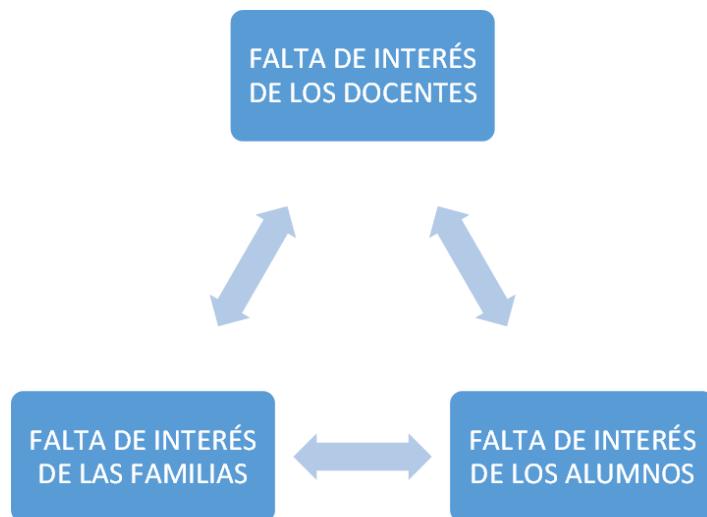 FALTA DE INTERÉS
DE LOS DOCENTES
FALTA DE INTERÉS
DE LAS FAMILIAS
FALTA DE INTERÉS
DE LOS ALUMNOS